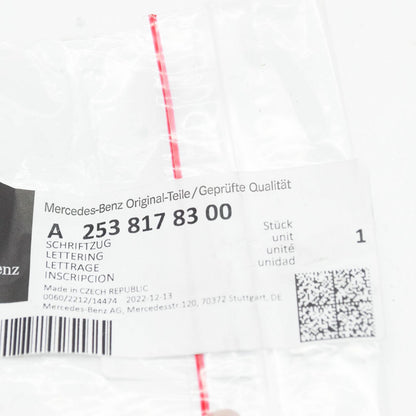 Mercedes-Benz Original-Teile/Geprüfte Qualität
A 253 817 83 00
SCHRIFTZUG
LETTERING
LETTRAGE
INSCRIPCION
Stück
unit
unité
unidad
1
Made in CZECH REPUBLIC
0060/2212/14474 2022-12-13
Mercedes-Benz AG, Mercedesstr.120, 70372 Stuttgart, DE
enz